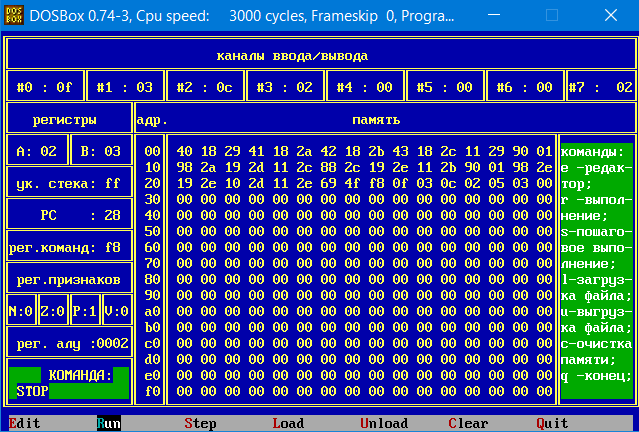 DOSBox 0.74-3, Cpu speed: 3000 cycles, Frameskip 0, Progra...
каналы ввода/вывода
#0 : 0f #1 : 03 #2 : 0c #3 : 02 #4 : 00 #5 : 00 #6 : 00 #7 : 02
регистры адр. память
A: 02 B: 03
ук. стека: ff
PC : 28
рег.команд: f8
рег.признаков
N:0 Z:0 P:1 V:0
рег. алу :0002
КОМАНДА:
STOP
00 40 18 29 41 18 2a 42 18 2b 43 18 2c 11 29 90 01
10 98 2a 19 2d 11 2c 88 2c 19 2e 11 2b 90 01 98 2e
20 19 2e 10 2d 11 2e 69 4f f8 0f 03 0c 02 05 03 00
30 00 00 00 00 00 00 00 00 00 00 00 00 00 00 00 00
40 00 00 00 00 00 00 00 00 00 00 00 00 00 00 00 00
50 00 00 00 00 00 00 00 00 00 00 00 00 00 00 00 00
60 00 00 00 00 00 00 00 00 00 00 00 00 00 00 00 00
70 00 00 00 00 00 00 00 00 00 00 00 00 00 00 00 00
80 00 00 00 00 00 00 00 00 00 00 00 00 00 00 00 00
90 00 00 00 00 00 00 00 00 00 00 00 00 00 00 00 00
a0 00 00 00 00 00 00 00 00 00 00 00 00 00 00 00 00
b0 00 00 00 00 00 00 00 00 00 00 00 00 00 00 00 00
c0 00 00 00 00 00 00 00 00 00 00 00 00 00 00 00 00
d0 00 00 00 00 00 00 00 00 00 00 00 00 00 00 00 00
e0 00 00 00 00 00 00 00 00 00 00 00 00 00 00 00 00
f0 00 00 00 00 00 00 00 00 00 00 00 00 00 00 00 00
команды:
e -редак-
тор;
r -выпол-
нение;
s-пошаго-
вое выпо-
лнение;
l-загруз-
ка файла;
u-выгруз-
ка файла;
c-очистка
памяти;
q -конец;
Edit Run Step Load Unload Clear Quit